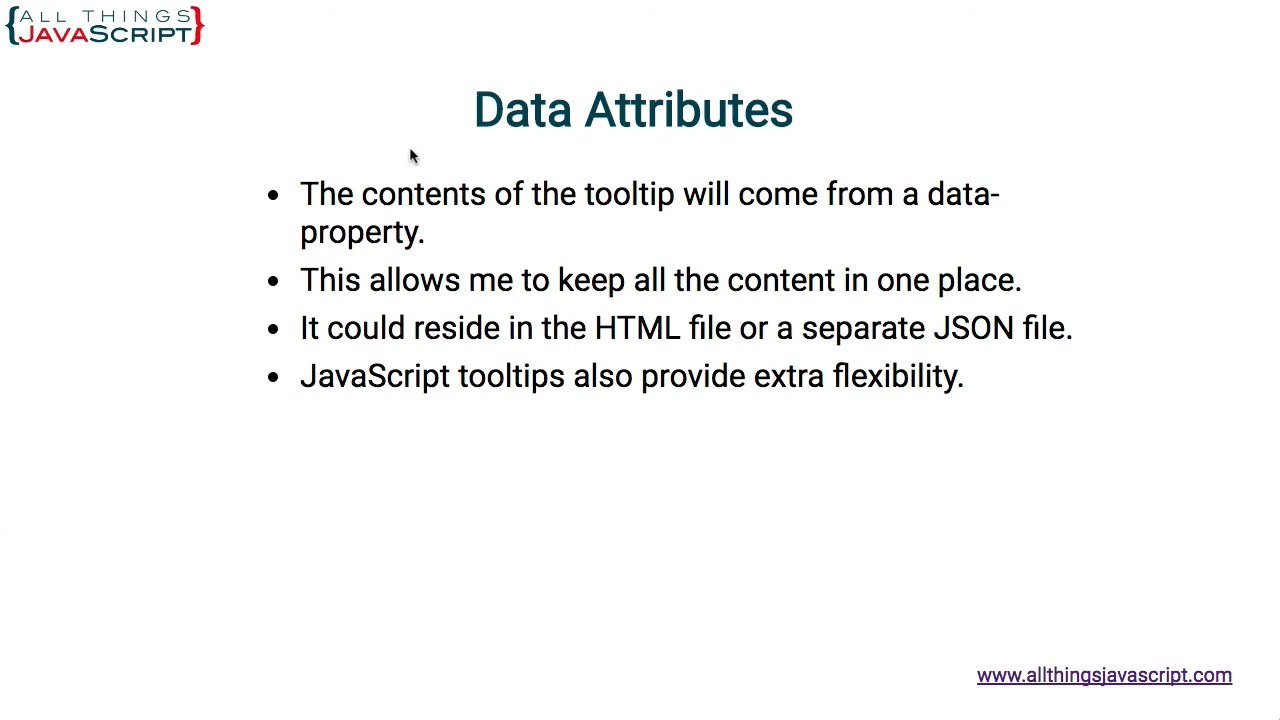 {ALL THINGS
JAVASCRIPT}
Data Attributes
• The contents of the tooltip will come from a data-
property.
• This allows me to keep all the content in one place.
• It could reside in the HTML file or a separate JSON file.
• JavaScript tooltips also provide extra flexibility.
www.allthingsjavascript.com